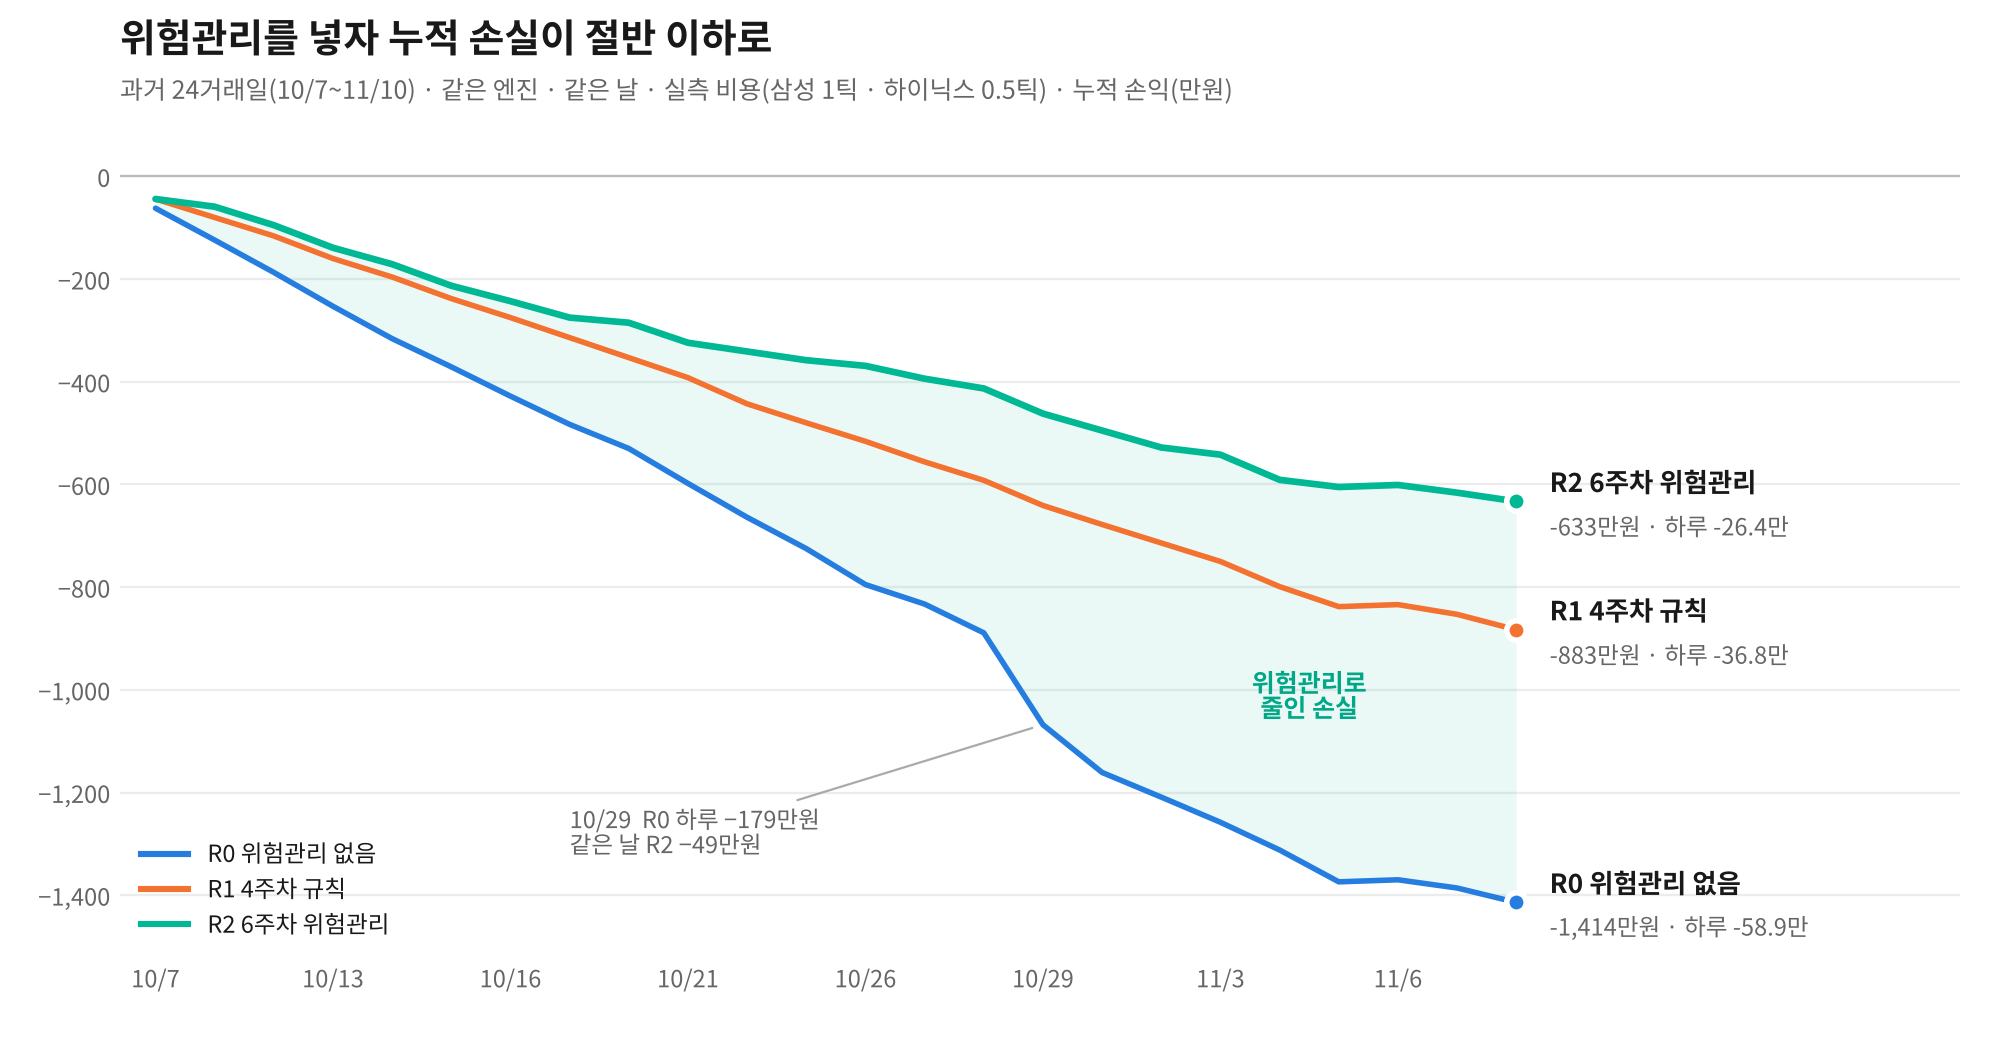 위험관리를 넣자 누적 손실이 절반 이하로
과거 24거래일(10/7~11/10) · 같은 엔진 · 같은 날 · 실측 비용(삼성 1틱 · 하이닉스 0.5틱) · 누적 손익(만원)
0
−200
−400
−600
−800
−1,000
−1,200
−1,400
R2 6주차 위험관리
-633만원 · 하루 -26.4만
R1 4주차 규칙
-883만원 · 하루 -36.8만
위험관리로
줄인 손실
10/29 R0 하루 −179만원
같은 날 R2 −49만원
R0 위험관리 없음
-1,414만원 · 하루 -58.9만
R0 위험관리 없음
R1 4주차 규칙
R2 6주차 위험관리
10/7
10/13
10/16
10/21
10/26
10/29
11/3
11/6